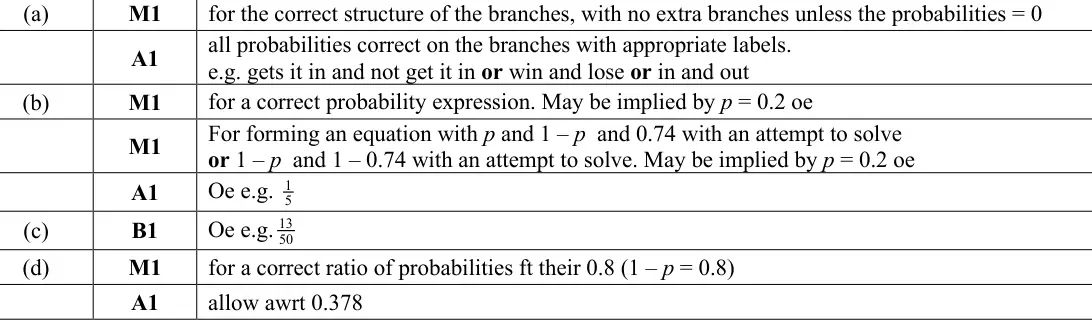 (a) M1 for the correct structure of the branches, with no extra branches unless the probabilities = 0
A1 all probabilities correct on the branches with appropriate labels.
e.g. gets it in and not get it in or win and lose or in and out
(b) M1 for a correct probability expression. May be implied by p = 0.2 oe
M1 For forming an equation with p and 1 – p and 0.74 with an attempt to solve
or 1 – p and 1 – 0.74 with an attempt to solve. May be implied by p = 0.2 oe
A1 Oe e.g. 1/5
(c) B1 Oe e.g. 13/50
(d) M1 for a correct ratio of probabilities ft their 0.8 (1 – p = 0.8)
A1 allow awrt 0.378